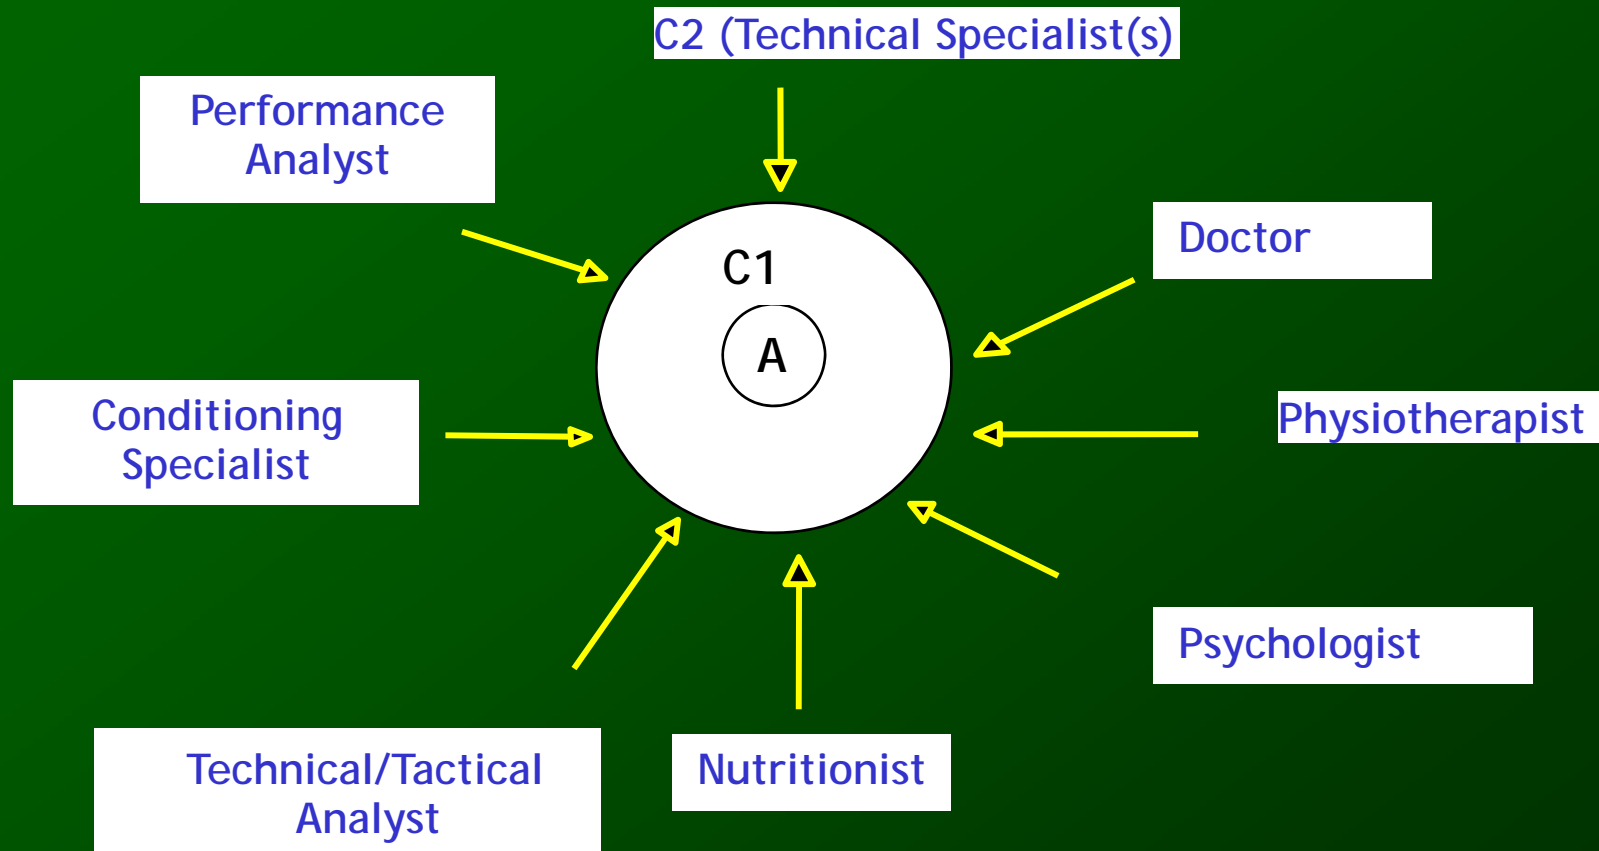 C2 (Technical Specialist(s)
Performance
Analyst
Doctor
C1
A
Conditioning
Specialist
Physiotherapist
Psychologist
Technical/Tactical
Analyst
Nutritionist